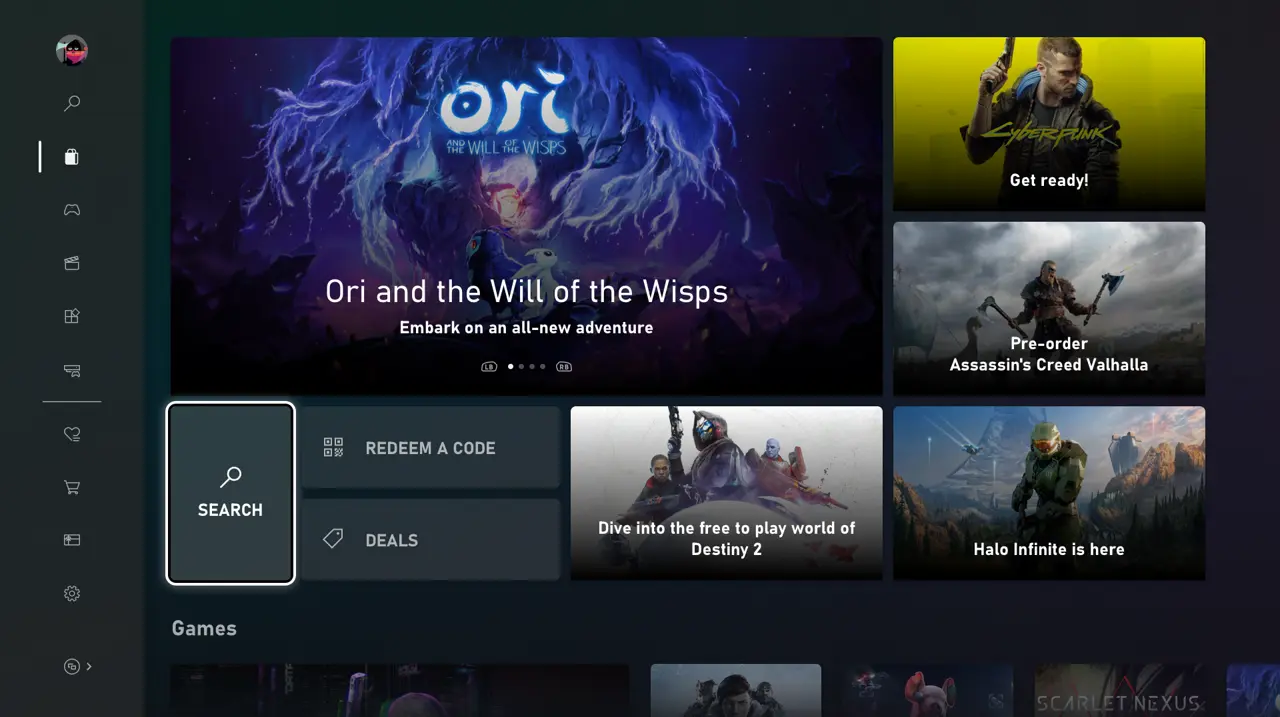 ori
AND THE WILL OF THE WISPS
Ori and the Will of the Wisps
Embark on an all-new adventure
LB
RB
CYBERPUNK
Get ready!
Pre-order
Assassin's Creed Valhalla
SEARCH
REDEEM A CODE
DEALS
Dive into the free to play world of
Destiny 2
Halo Infinite is here
Games
SCARLET NEXUS